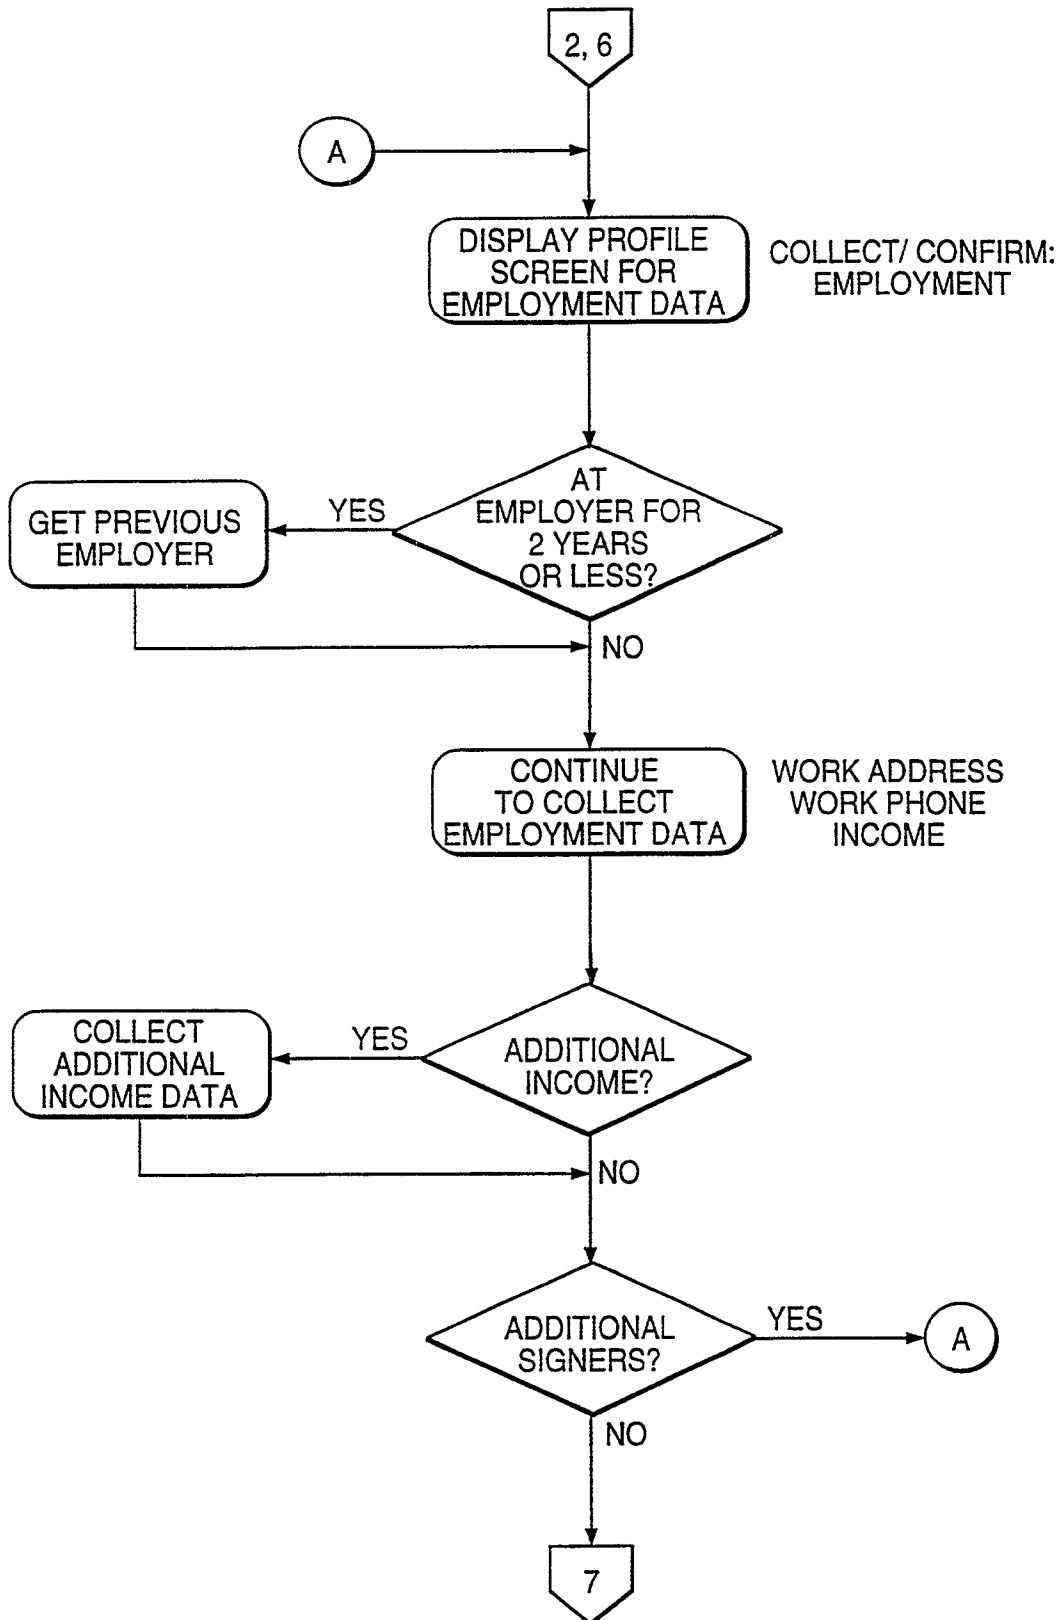 2, 6
A
DISPLAY PROFILE
SCREEN FOR
EMPLOYMENT DATA
COLLECT/ CONFIRM:
EMPLOYMENT
AT
EMPLOYER FOR
2 YEARS
OR LESS?
YES
GET PREVIOUS
EMPLOYER
NO
CONTINUE
TO COLLECT
EMPLOYMENT DATA
WORK ADDRESS
WORK PHONE
INCOME
ADDITIONAL
INCOME?
YES
COLLECT
ADDITIONAL
INCOME DATA
NO
ADDITIONAL
SIGNERS?
YES
A
NO
7